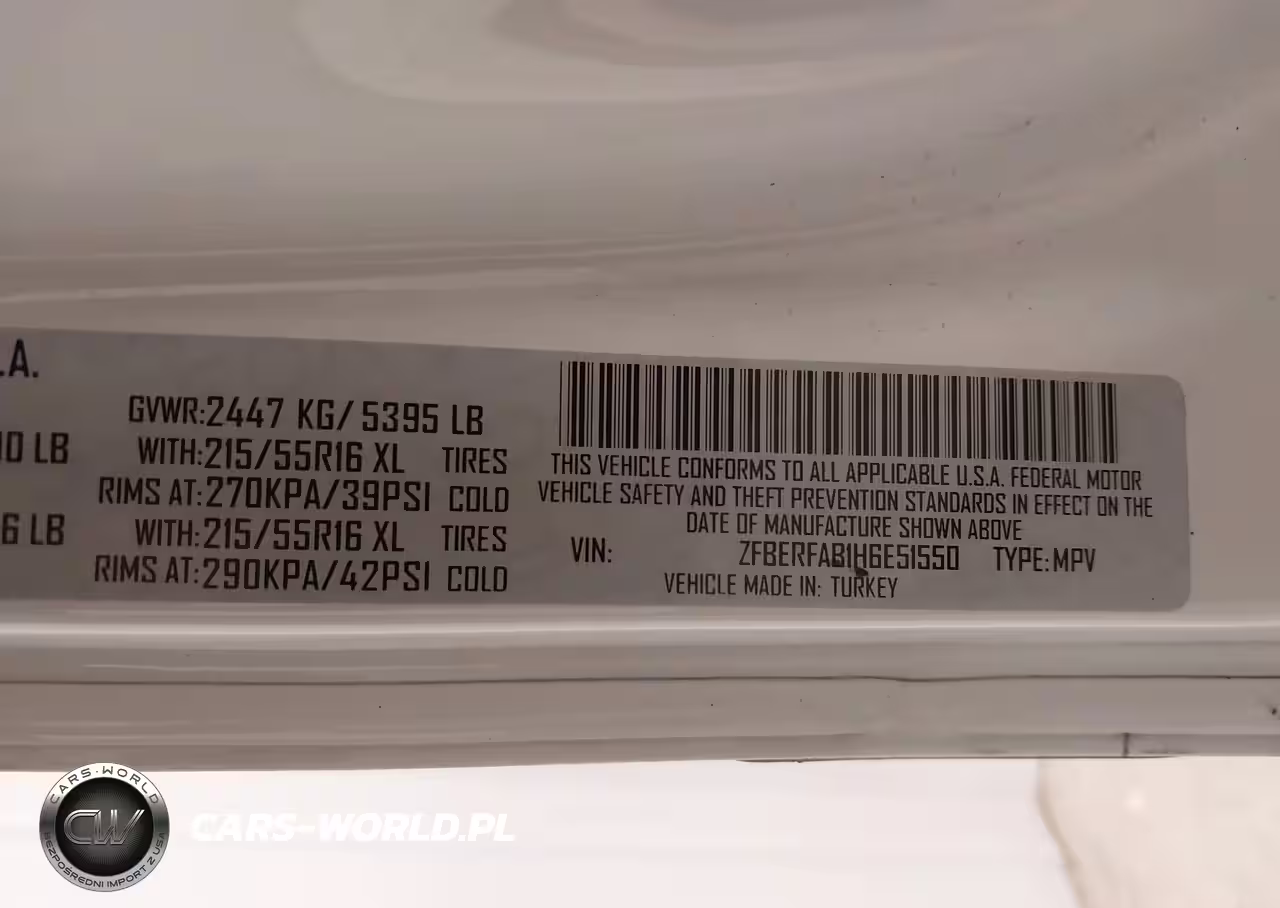 .A.
GVWR:2447 KG/ 5395 LB
LB
WITH:215/55R16 XL TIRES
RIMS AT:270KPA/39PSI COLD
6 LB
WITH:215/55R16 XL TIRES
RIMS AT:290KPA/42PSI COLD
THIS VEHICLE CONFORMS TO ALL APPLICABLE U.S.A. FEDERAL MOTOR
VEHICLE SAFETY AND THEFT PREVENTION STANDARDS IN EFFECT ON THE
DATE OF MANUFACTURE SHOWN ABOVE
VIN: ZFBERFAB1H6E51550 TYPE:MPV
VEHICLE MADE IN: TURKEY
CARS-WORLD
CW
BEZPOŚREDNI IMPORT Z USA
CARS-WORLD.PL